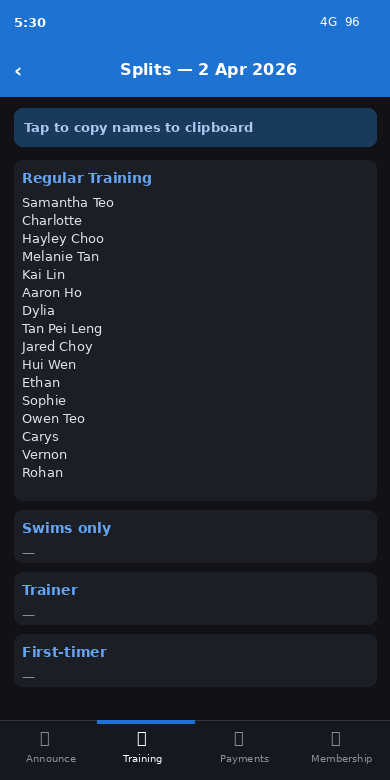 5:30
4G 96
‹
Splits — 2 Apr 2026
Tap to copy names to clipboard
Regular Training
Samantha Teo
Charlotte
Hayley Choo
Melanie Tan
Kai Lin
Aaron Ho
Dylia
Tan Pei Leng
Jared Choy
Hui Wen
Ethan
Sophie
Owen Teo
Carys
Vernon
Rohan
Swims only
—
Trainer
—
First-timer
—
Announce
Training
Payments
Membership